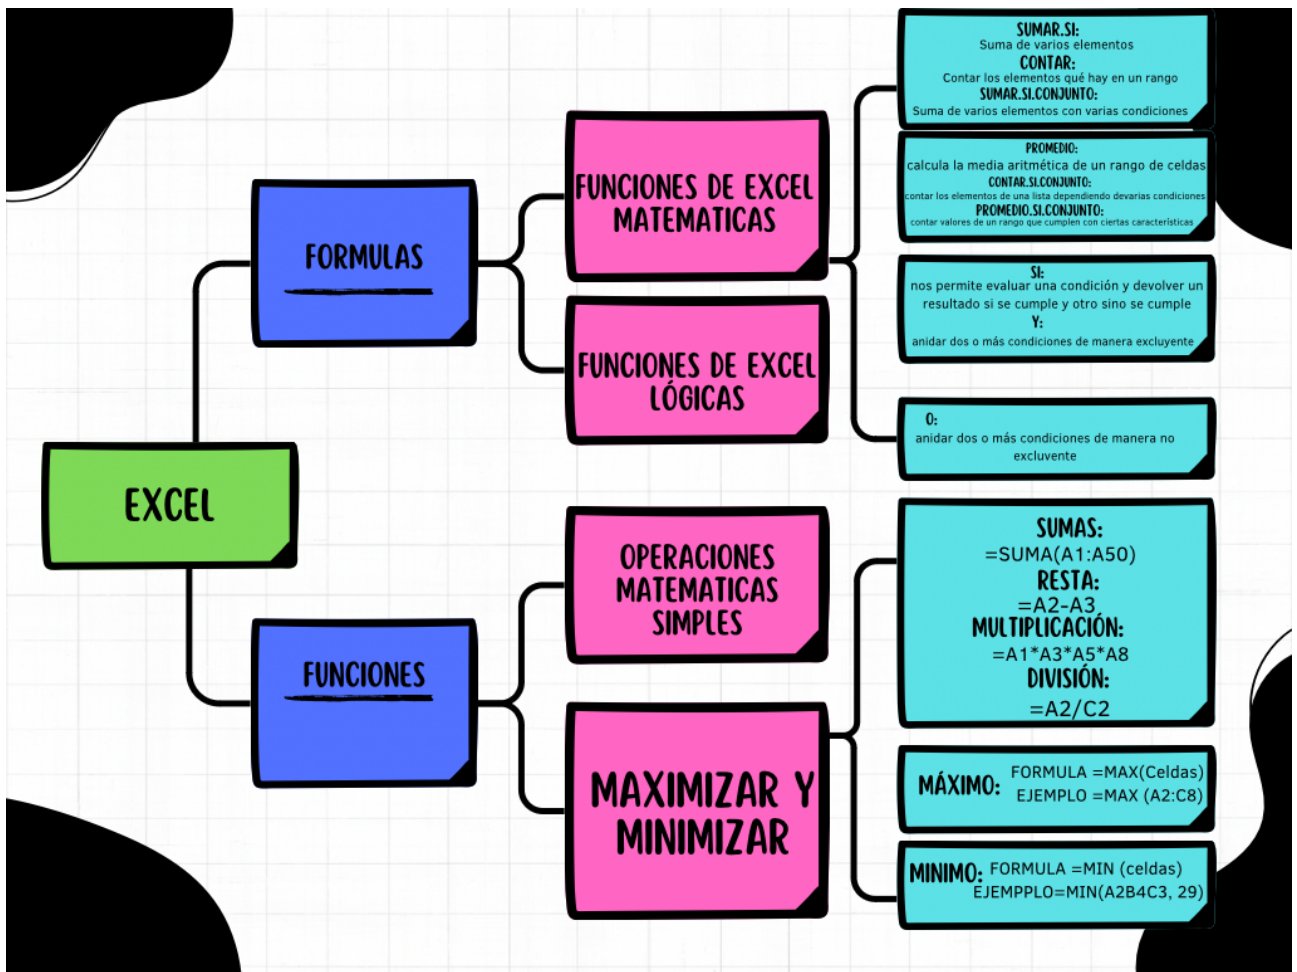 EXCEL
FORMULAS
FUNCIONES DE EXCEL
MATEMATICAS
FUNCIONES DE EXCEL
LÓGICAS
SUMAR.SI:
Suma de varios elementos
CONTAR:
Contar los elementos qué hay en un rango
SUMAR.SI.CONJUNTO:
Suma de varios elementos con varias condiciones
PROMEDIO:
calcula la media aritmética de un rango de celdas
CONTAR.SI.CONJUNTO:
contar los elementos de una lista dependiendo devarias condiciones
PROMEDIO.SI.CONJUNTO:
contar valores de un rango que cumplen con ciertas características
SI:
nos permite evaluar una condición y devolver un
resultado si se cumple y otro sino se cumple
Y:
anidar dos o más condiciones de manera excluyente
O:
anidar dos o más condiciones de manera no
excluvente
FUNCIONES
OPERACIONES
MATEMATICAS
SIMPLES
MAXIMIZAR Y
MINIMIZAR
SUMAS:
=SUMA(A1:A50)
RESTA:
=A2-A3
MULTIPLICACIÓN:
=A1*A3*A5*A8
DIVISIÓN:
=A2/C2
MÁXIMO: FORMULA =MAX(Celdas)
EJEMPLO =MAX (A2:C8)
MINIMO: FORMULA =MIN (celdas)
EJEMPPLO=MIN(A2B4C3, 29)